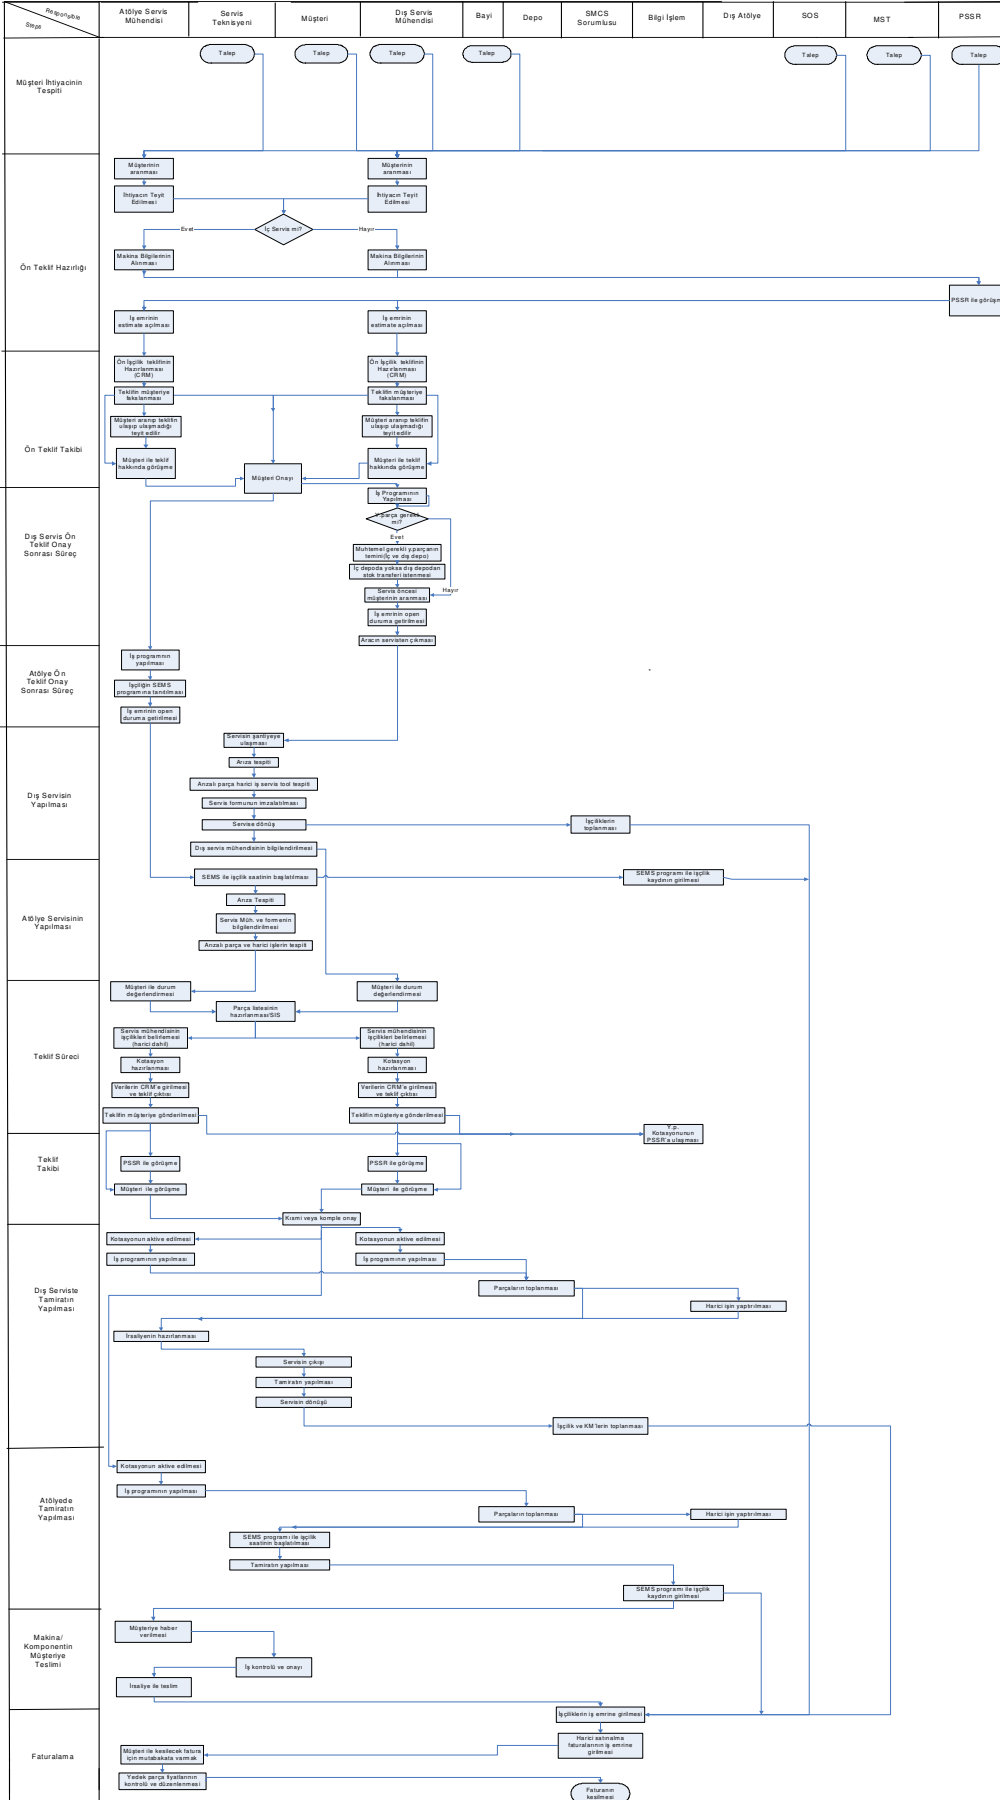 Responsible
Steps
Atölye Servis
Mühendisi
Servis
Teknisyeni
Müşteri
Dış Servis
Mühendisi
Bayi
Depo
SMCS
Sorumlusu
Bilgi İşlem
Dış Atölye
SOS
MST
PSSR
Müşteri İhtiyacinin
Tespiti
Talep
Talep
Talep
Talep
Talep
Talep
Talep
Ön Teklif Hazırlığı
Müşterinin
aranması
Müşterinin
aranması
İhtiyacın Teyit
Edilmesi
İhtiyacın Teyit
Edilmesi
İç Servis mi?
Evet
Hayır
Makina Bilgilerinin
Alınması
Makina Bilgilerinin
Alınması
PSSR ile görüşm
İş emrinin
estimate açılması
İş emrinin
estimate açılması
Ön Teklif Takibi
Ön İşçilik teklifinin
Hazırlanması
(CRM)
Ön İşçilik teklifinin
Hazırlanması
(CRM)
Teklifin müşteriye
fakslanması
Teklifin müşteriye
fakslanması
Müşteri aranıp teklifin
ulaşıp ulaşmadığı
teyit edilir
Müşteri aranıp teklifin
ulaşıp ulaşmadığı
teyit edilir
Müşteri ile teklif
hakkında görüşme
Müşteri ile teklif
hakkında görüşme
Müşteri Onayı
Dış Servis Ön
Teklif Onay
Sonrası Süreç
İş Programının
Yapılması
Y.parça gerekli
mi?
Evet
Muhtemel gerekli y.parçanın
temini(İç ve dış depo)
İç depoda yoksa dış depodan
stok transferi istenmesi
Hayır
Servis öncesi
müşterinin aranması
İş emrinin open
duruma getirilmesi
Aracın servisten çıkması
Atölye Ön
Teklif Onay
Sonrası Süreç
İş programının
yapılması
İşçiliğin SEMS
programına tanıtılması
İş emrinin open
duruma getirilmesi
Dış Servisin
Yapılması
Servisin şantiyeye
ulaşması
Arıza tespiti
Arızalı parça harici iş servis tool tespiti
Servis formunun imzalatılması
Servise dönüş
İşçiliklerin
toplanması
Dış servis mühendisinin bilgilendirilmesi
Atölye Servisinin
Yapılması
SEMS ile işçilik saatinin başlatılması
SEMS programı ile işçilik
kaydının girilmesi
Arıza Tespiti
Servis Müh. ve formenin
bilgilendirilmesi
Arızalı parça ve harici işlerin tespiti
Teklif Süreci
Müşteri ile durum
değerlendirmesi
Müşteri ile durum
değerlendirmesi
Parça listesinin
hazırlanması/SIS
Servis mühendisinin
işçilikleri belirlemesi
(harici dahil)
Servis mühendisinin
işçilikleri belirlemesi
(harici dahil)
Kotasyon
hazırlanması
Kotasyon
hazırlanması
Verilerin CRM'e girilmesi
ve teklif çıktısı
Verilerin CRM'e girilmesi
ve teklif çıktısı
Teklifin müşteriye gönderilmesi
Teklifin müşteriye gönderilmesi
Y.p.
Kotasyonunun
PSSR'a ulaşması
Teklif
Takibi
PSSR ile görüşme
PSSR ile görüşme
Müşteri ile görüşme
Müşteri ile görüşme
Kısmi veya komple onay
Dış Serviste
Tamiratın
Yapılması
Kotasyonun aktive edilmesi
Kotasyonun aktive edilmesi
İş programının yapılması
İş programının yapılması
Parçaların toplanması
Harici işin yaptırılması
İrsaliyenin hazırlanması
Servisin çıkışı
Tamiratın yapılması
Servisin dönüşü
İşçilik ve KM'lerin toplanması
Atölyede
Tamiratın
Yapılması
Kotasyonun aktive edilmesi
İş programının yapılması
Parçaların toplanması
Harici işin yaptırılması
SEMS programı ile işçilik
saatinin başlatılması
Tamiratın yapılması
SEMS programı ile işçilik
kaydının girilmesi
Makina/
Komponentin
Müşteriye
Teslimi
Müşteriye haber
verilmesi
İş kontrolü ve onayı
İrsaliye ile teslim
Faturalama
İşçiliklerin iş emrine girilmesi
Harici satınalma
faturalarının iş emrine
girilmesi
Müşteri ile kesilecek fatura
için mutabakata varmak
Yedek parça fiyatlarının
kontrolü ve düzenlenmesi
Faturanın
kesilmesi